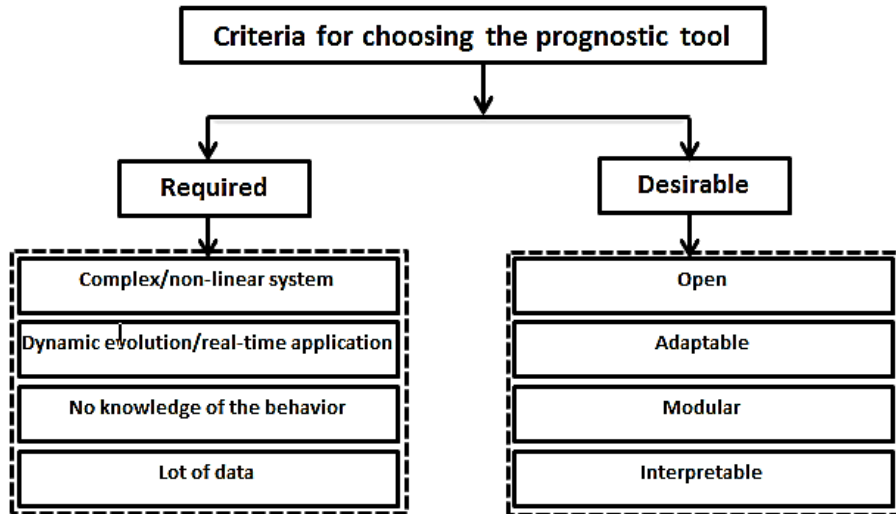 Criteria for choosing the prognostic tool
Required
Desirable
Complex/non-linear system
Dynamic evolution/real-time application
No knowledge of the behavior
Lot of data
Open
Adaptable
Modular
Interpretable